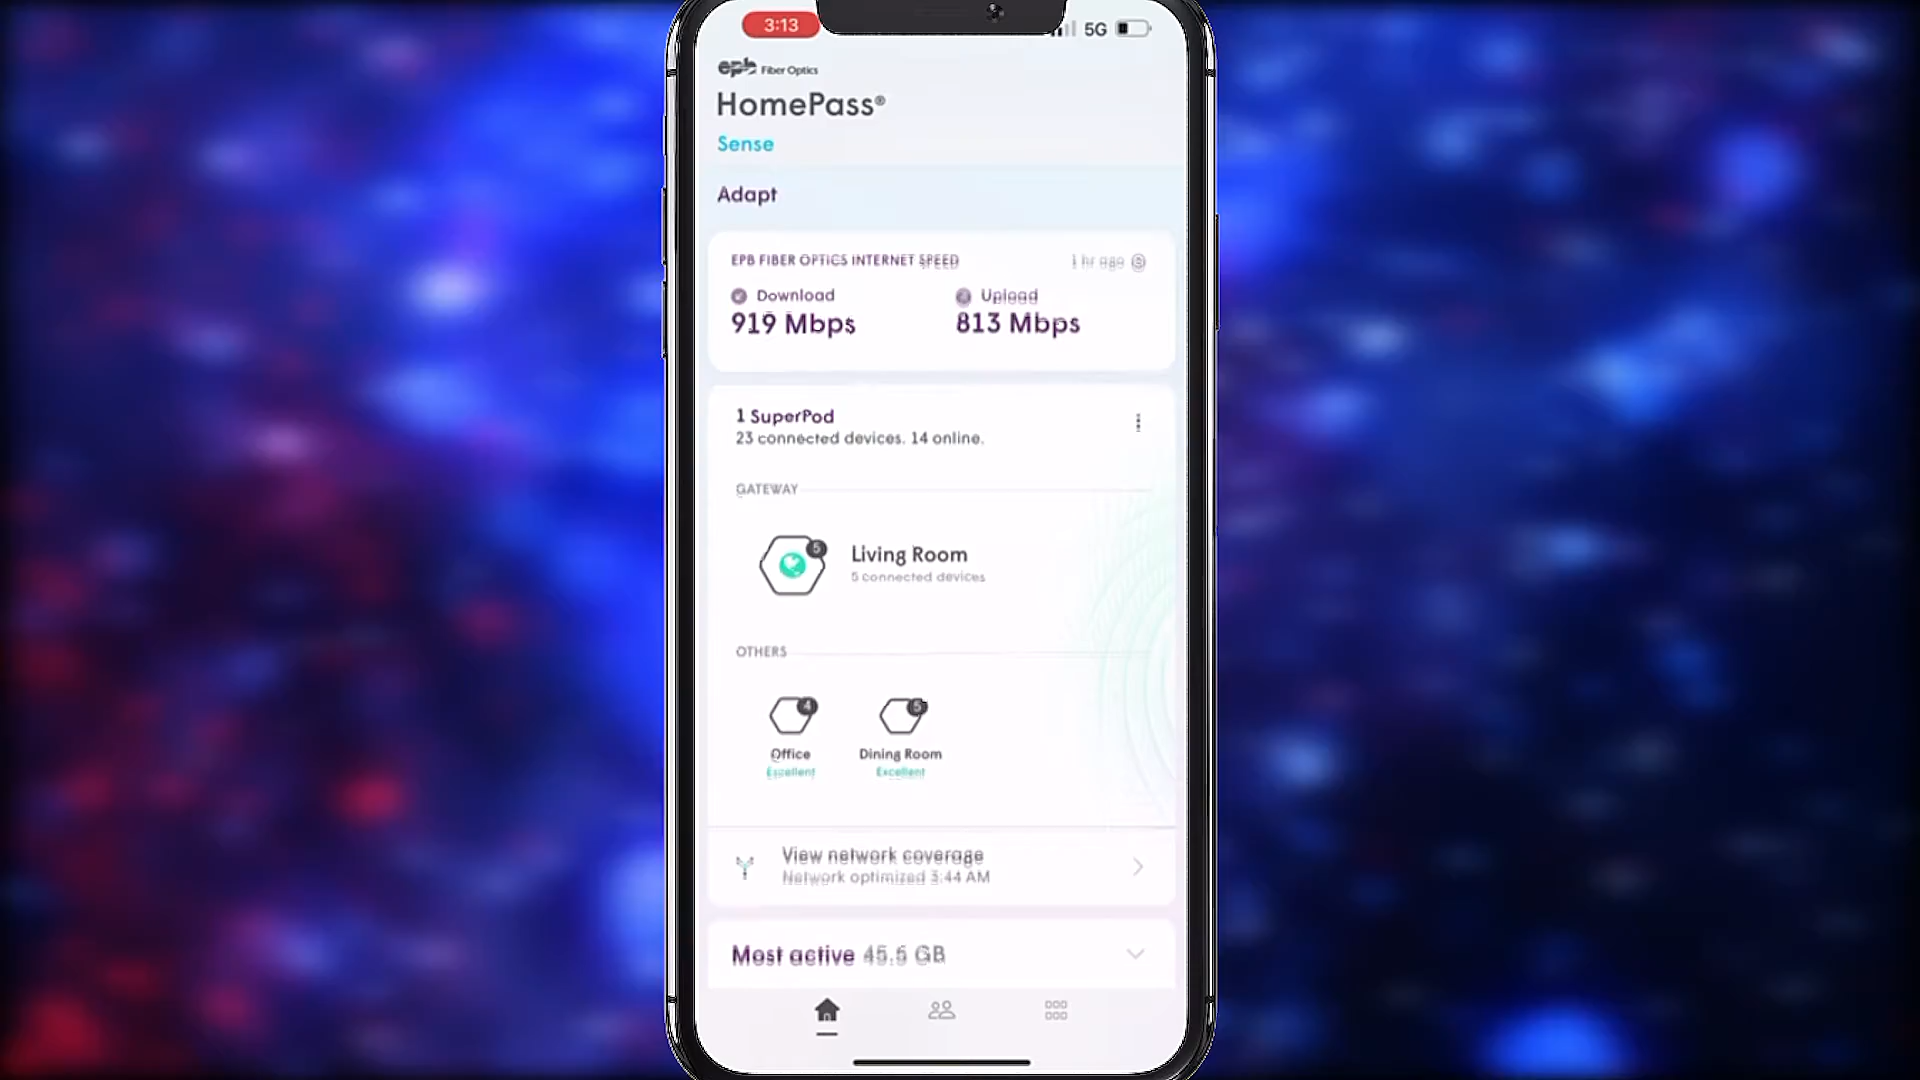 3:13
5G
epb Fiber Optics
HomePass®
Sense
Adapt
EPB FIBER OPTICS INTERNET SPEED
1 hr ago
Download
Upload
919 Mbps
813 Mbps
1 SuperPod
23 connected devices. 14 online.
GATEWAY
5
Living Room
5 connected devices
OTHERS
4
5
Office
Dining Room
Excellent
Excellent
View network coverage
Network optimized 3:44 AM
Most active 45.5 GB